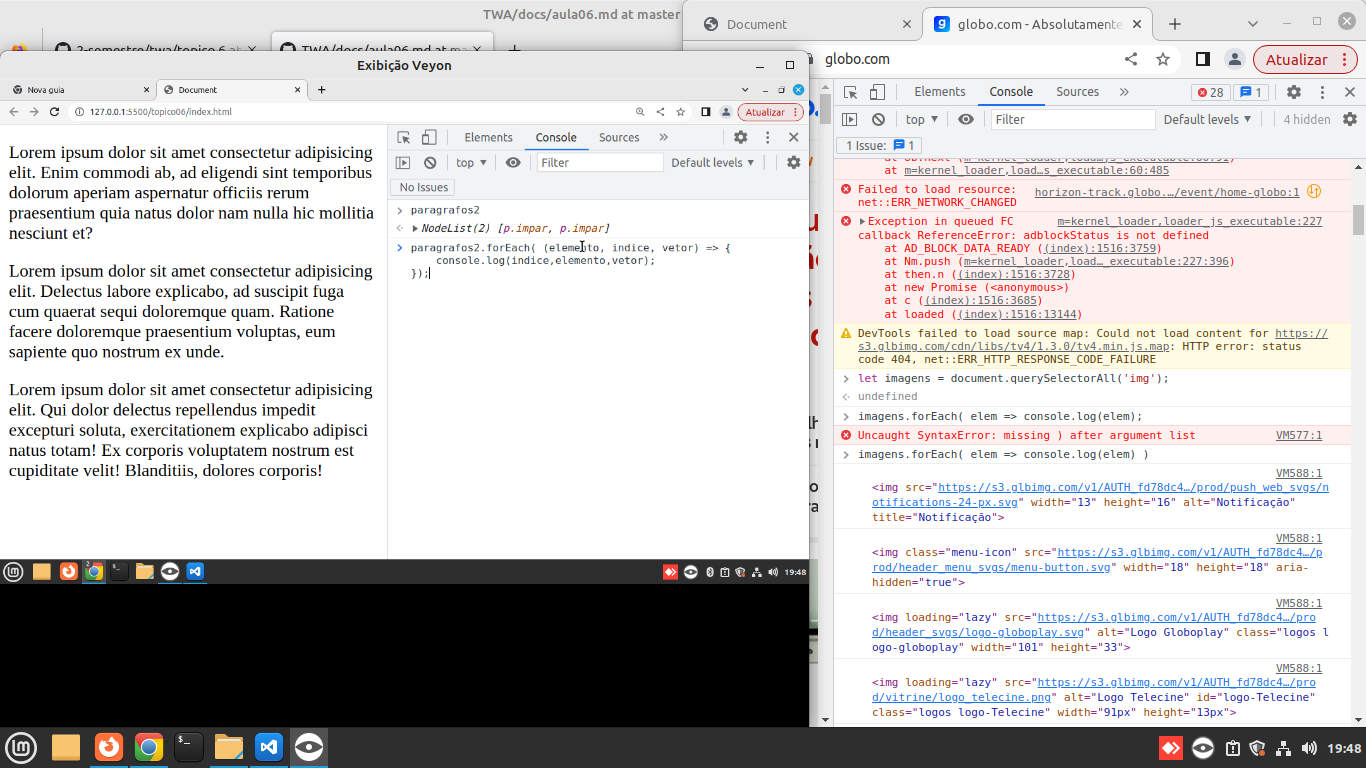 TWA/docs/aula06.md at master
2-semestre/twa/topico 6 at
TWA/docs/aula06.md at ma
Exibição Veyon
Nova guia
Document
127.0.0.1:5500/topico06/index.html
Atualizar
Lorem ipsum dolor sit amet consectetur adipisicing
elit. Enim commodi ab, ad eligendi sint temporibus
dolorum aperiam aspernatur officiis rerum
praesentium quia natus dolor nam nulla hic mollitia
nesciunt et?
Lorem ipsum dolor sit amet consectetur adipisicing
elit. Delectus labore explicabo, ad suscipit fuga
cum quaerat sequi doloremque quam. Ratione
facere doloremque praesentium voluptas, eum
sapiente quo nostrum ex unde.
Lorem ipsum dolor sit amet consectetur adipisicing
elit. Qui dolor delectus repellendus impedit
excepturi soluta, exercitationem explicabo adipisci
natus totam! Ex corporis voluptatem nostrum est
cupiditate velit! Blanditiis, dolores corporis!
Elements Console Sources
top Filter Default levels
No Issues
paragrafos2
NodeList(2) [p.impar, p.impar]
paragrafos2.forEach( (elemento, indice, vetor) => {
console.log(indice,elemento,vetor);
});
2
19:48
Document
globo.com - Absolutamente
globo.com
Atualizar
Elements Console Sources 28 1
top Filter Default levels 4 hidden
1 Issue: 1
at m=kernel_loader,load…s_executable:60:485
Failed to load resource: horizon-track.globo.…/event/home-globo:1
net::ERR_NETWORK_CHANGED
Exception in queued FC m=kernel_loader,loader_js_executable:227
callback ReferenceError: adblockStatus is not defined
at AD_BLOCK_DATA_READY ((index):1516:3759)
at Nm.push (m=kernel_loader,load…_executable:227:396)
at then.n ((index):1516:3728)
at new Promise (<anonymous>)
at c ((index):1516:3685)
at loaded ((index):1516:13144)
DevTools failed to load source map: Could not load content for https://
s3.glbimg.com/cdn/libs/tv4/1.3.0/tv4.min.js.map: HTTP error: status
code 404, net::ERR_HTTP_RESPONSE_CODE_FAILURE
let imagens = document.querySelectorAll('img');
undefined
imagens.forEach( elem => console.log(elem);
Uncaught SyntaxError: missing ) after argument list VM577:1
imagens.forEach( elem => console.log(elem) )
VM588:1
<img src="https://s3.glbimg.com/v1/AUTH_fd78dc4…/prod/push_web_svgs/n
otifications-24-px.svg" width="13" height="16" alt="Notificação"
title="Notificação">
VM588:1
<img class="menu-icon" src="https://s3.glbimg.com/v1/AUTH_fd78dc4…/p
rod/header_menu_svgs/menu-button.svg" width="18" height="18" aria-
hidden="true">
VM588:1
<img loading="lazy" src="https://s3.glbimg.com/v1/AUTH_fd78dc4…/pro
d/header_svgs/logo-globoplay.svg" alt="Logo Globoplay" class="logos l
ogo-globoplay" width="101" height="33">
VM588:1
<img loading="lazy" src="https://s3.glbimg.com/v1/AUTH_fd78dc4…/pro
d/vitrine/logo_telecine.png" alt="Logo Telecine" id="logo-Telecine"
class="logos logo-Telecine" width="91px" height="13px">
19:48